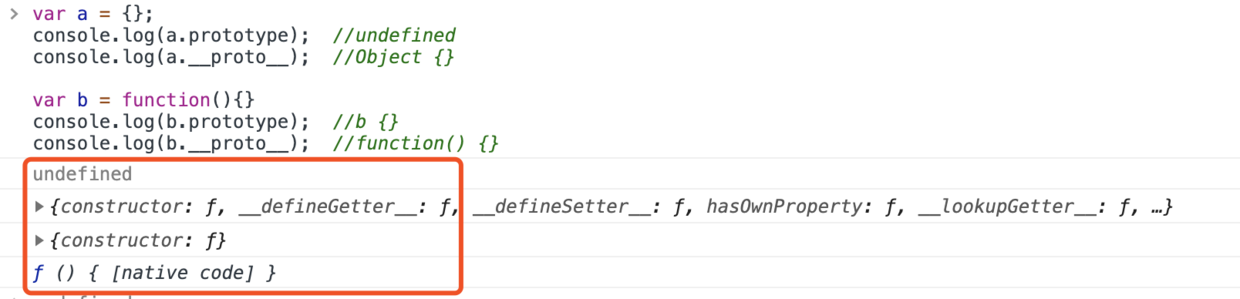 > var a = {};
console.log(a.prototype);  //undefined
console.log(a.__proto__);  //Object {}
var b = function(){}
console.log(b.prototype);  //b {}
console.log(b.__proto__);  //function() {}
undefined
▶{constructor: ƒ, __defineGetter__: ƒ, __defineSetter__: ƒ, hasOwnProperty: ƒ, __lookupGetter__: ƒ, …}
▶{constructor: ƒ}
ƒ () { [native code] }